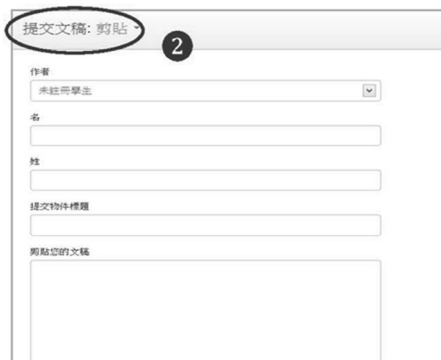 提交文稿: 剪貼
2
作者
未註冊學生
名
姓
提交物件標題
剪貼您的文稿